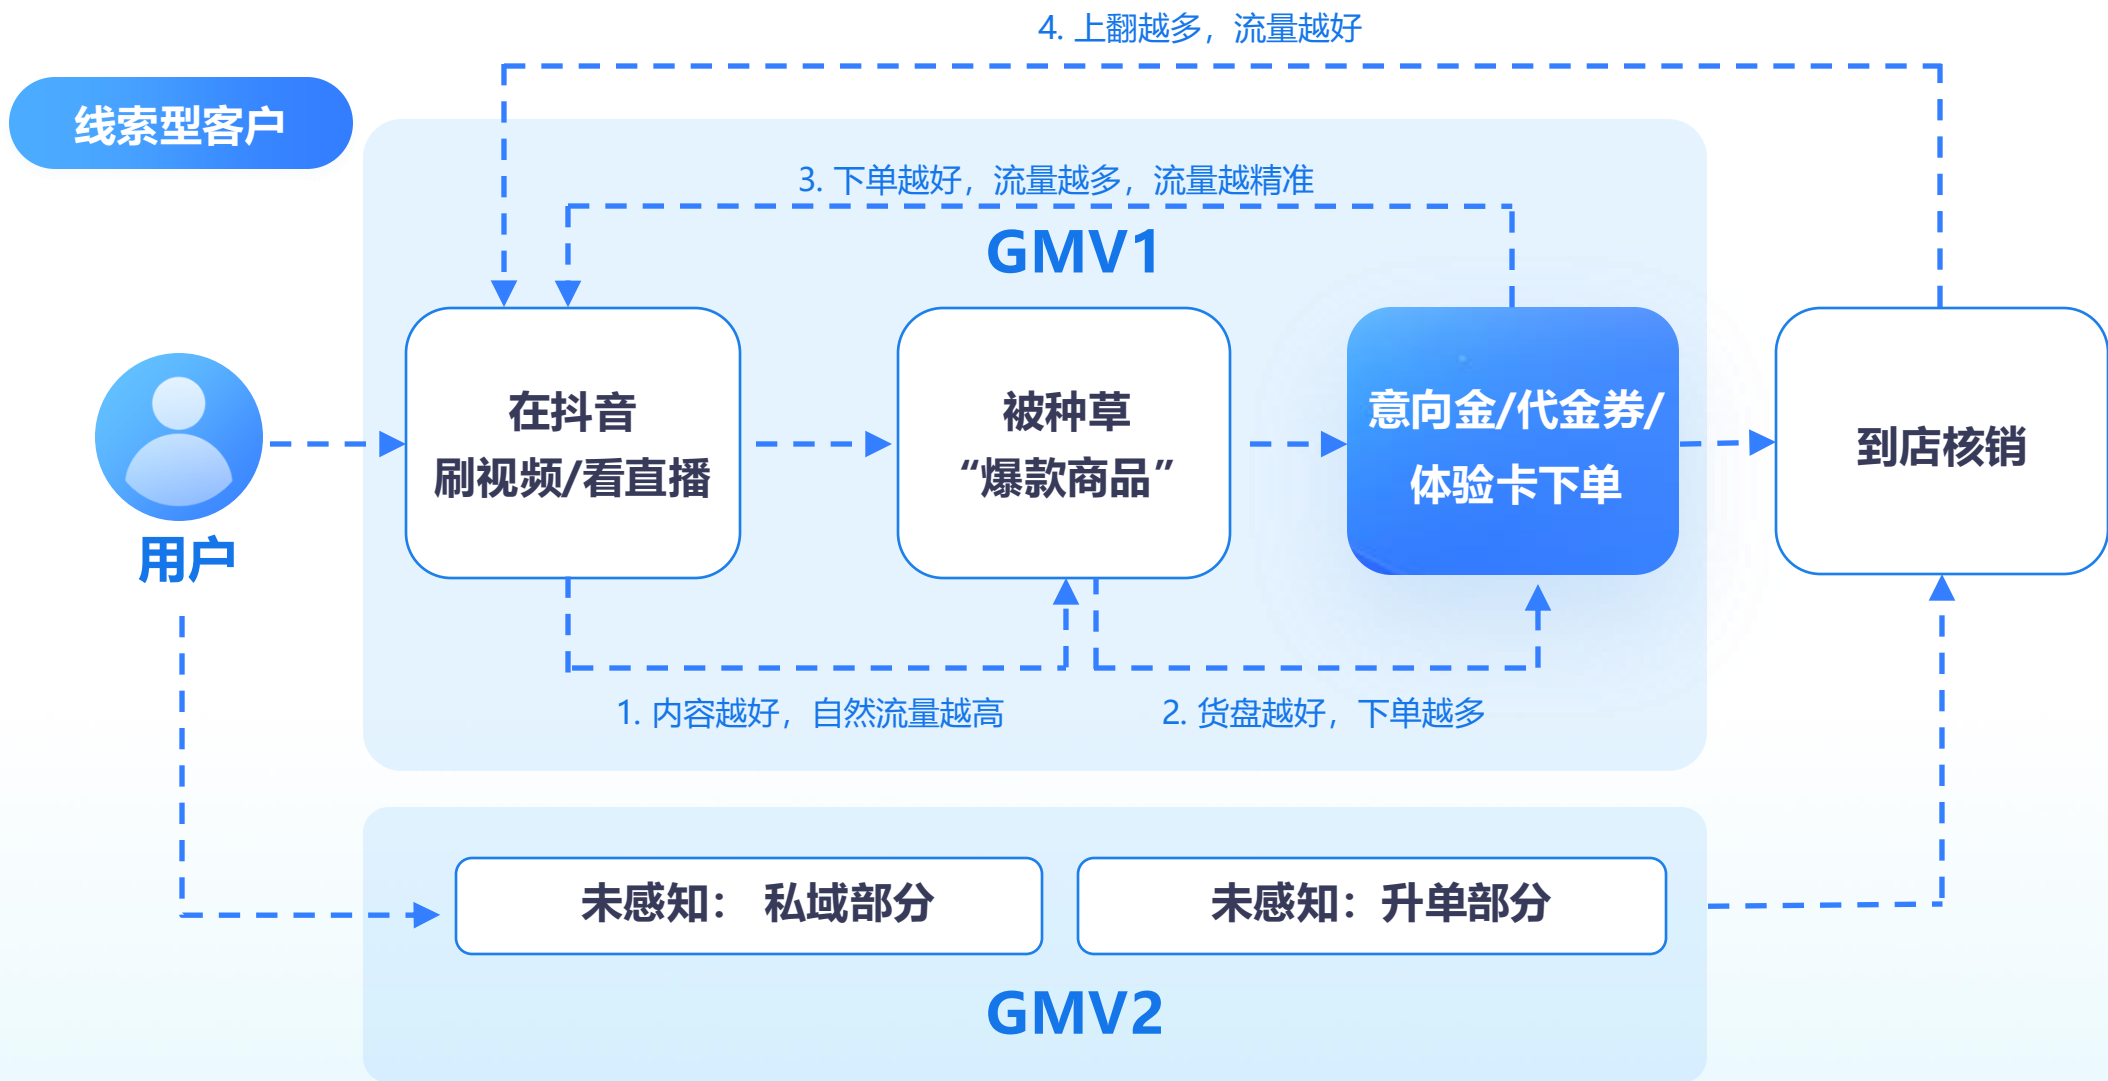 4. 上翻越多，流量越好
线索型客户
3. 下单越好，流量越多，流量越精准
GMV1
在抖音
刷视频/看直播
被种草
“爆款商品”
意向金/代金券/
体验卡下单
到店核销
用户
1. 内容越好，自然流量越高
2. 货盘越好，下单越多
未感知： 私域部分
未感知：升单部分
GMV2